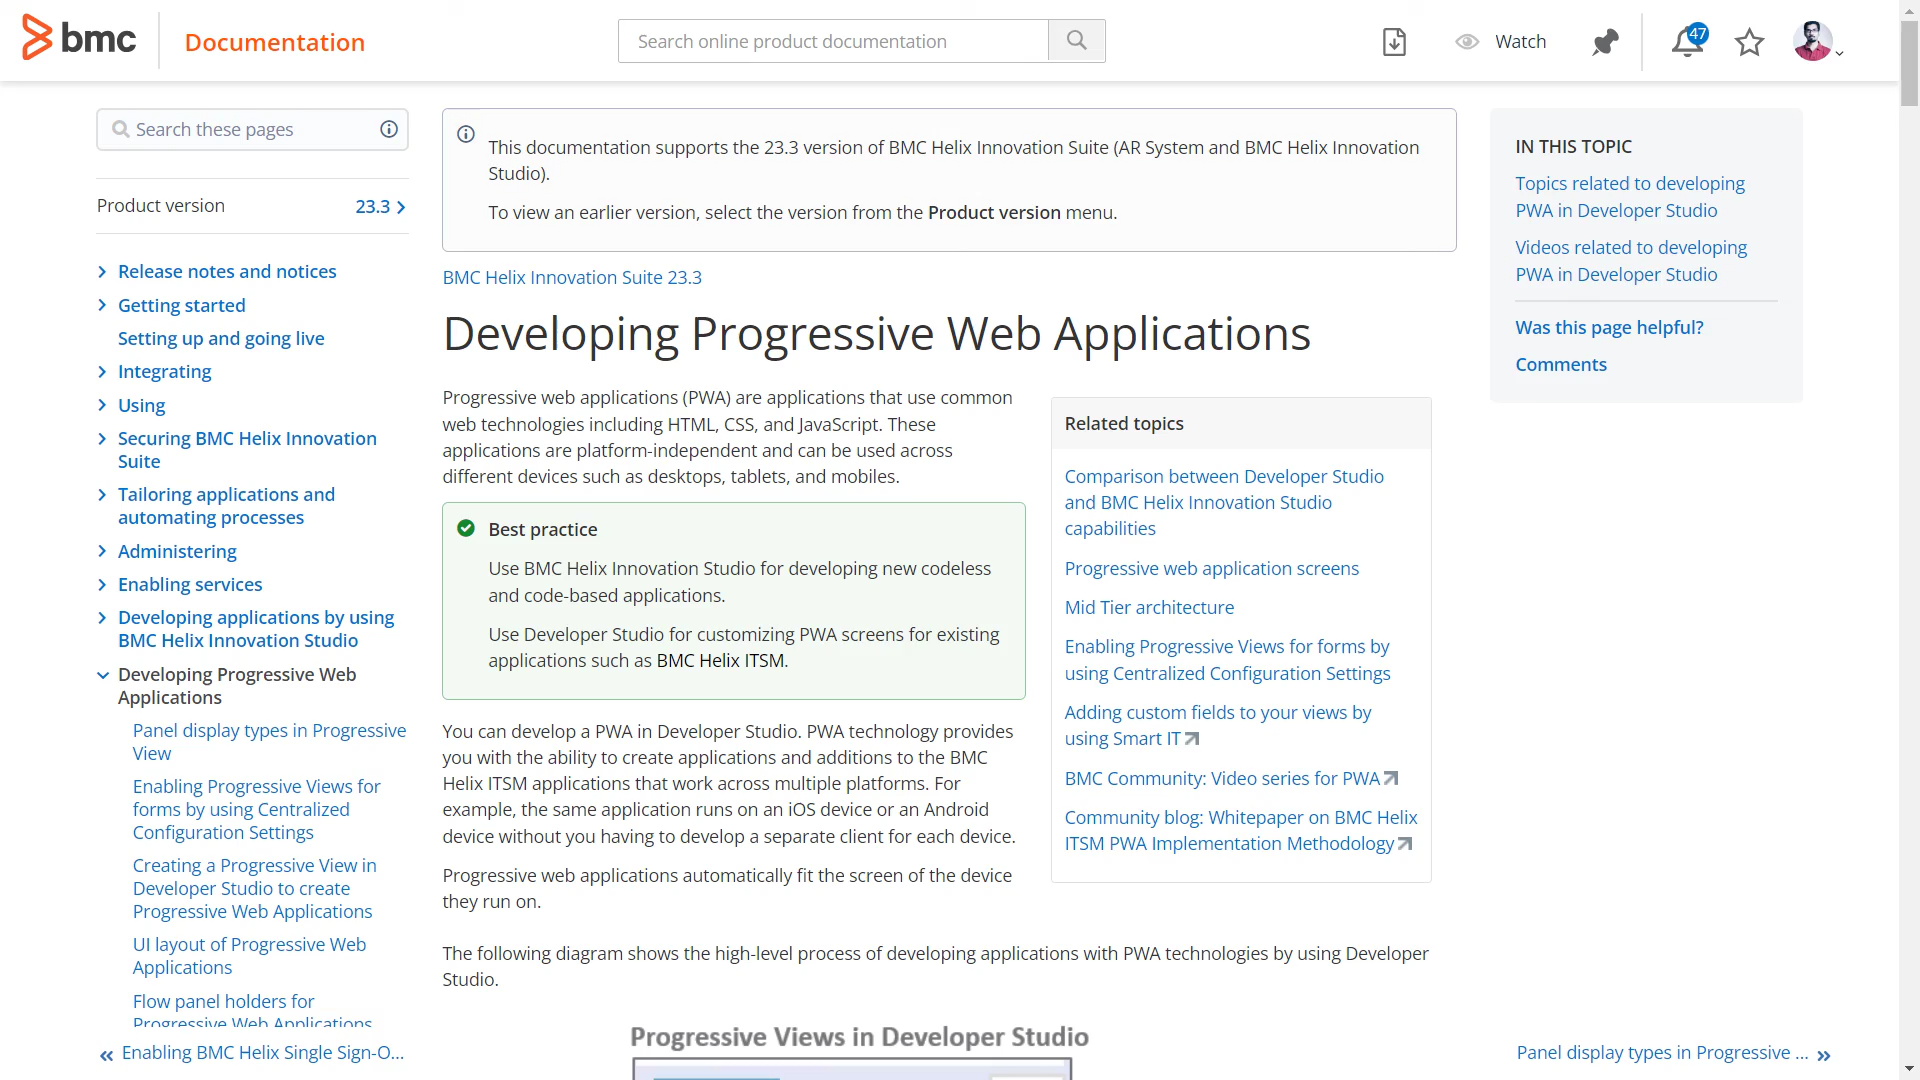 bmc
Documentation
Search online product documentation
Watch
47
Search these pages
Product version
23.3
Release notes and notices
Getting started
Setting up and going live
Integrating
Using
Securing BMC Helix Innovation
Suite
Tailoring applications and
automating processes
Administering
Enabling services
Developing applications by using
BMC Helix Innovation Studio
Developing Progressive Web
Applications
Panel display types in Progressive
View
Enabling Progressive Views for
forms by using Centralized
Configuration Settings
Creating a Progressive View in
Developer Studio to create
Progressive Web Applications
UI layout of Progressive Web
Applications
Flow panel holders for
Progressive Web Applications
Enabling BMC Helix Single Sign-O...
This documentation supports the 23.3 version of BMC Helix Innovation Suite (AR System and BMC Helix Innovation
Studio).
To view an earlier version, select the version from the Product version menu.
BMC Helix Innovation Suite 23.3
Developing Progressive Web Applications
Progressive web applications (PWA) are applications that use common
web technologies including HTML, CSS, and JavaScript. These
applications are platform-independent and can be used across
different devices such as desktops, tablets, and mobiles.
Best practice
Use BMC Helix Innovation Studio for developing new codeless
and code-based applications.
Use Developer Studio for customizing PWA screens for existing
applications such as BMC Helix ITSM.
You can develop a PWA in Developer Studio. PWA technology provides
you with the ability to create applications and additions to the BMC
Helix ITSM applications that work across multiple platforms. For
example, the same application runs on an iOS device or an Android
device without you having to develop a separate client for each device.
Progressive web applications automatically fit the screen of the device
they run on.
The following diagram shows the high-level process of developing applications with PWA technologies by using Developer
Studio.
Progressive Views in Developer Studio
Related topics
Comparison between Developer Studio
and BMC Helix Innovation Studio
capabilities
Progressive web application screens
Mid Tier architecture
Enabling Progressive Views for forms by
using Centralized Configuration Settings
Adding custom fields to your views by
using Smart IT
BMC Community: Video series for PWA
Community blog: Whitepaper on BMC Helix
ITSM PWA Implementation Methodology
IN THIS TOPIC
Topics related to developing
PWA in Developer Studio
Videos related to developing
PWA in Developer Studio
Was this page helpful?
Comments
Panel display types in Progressive ...